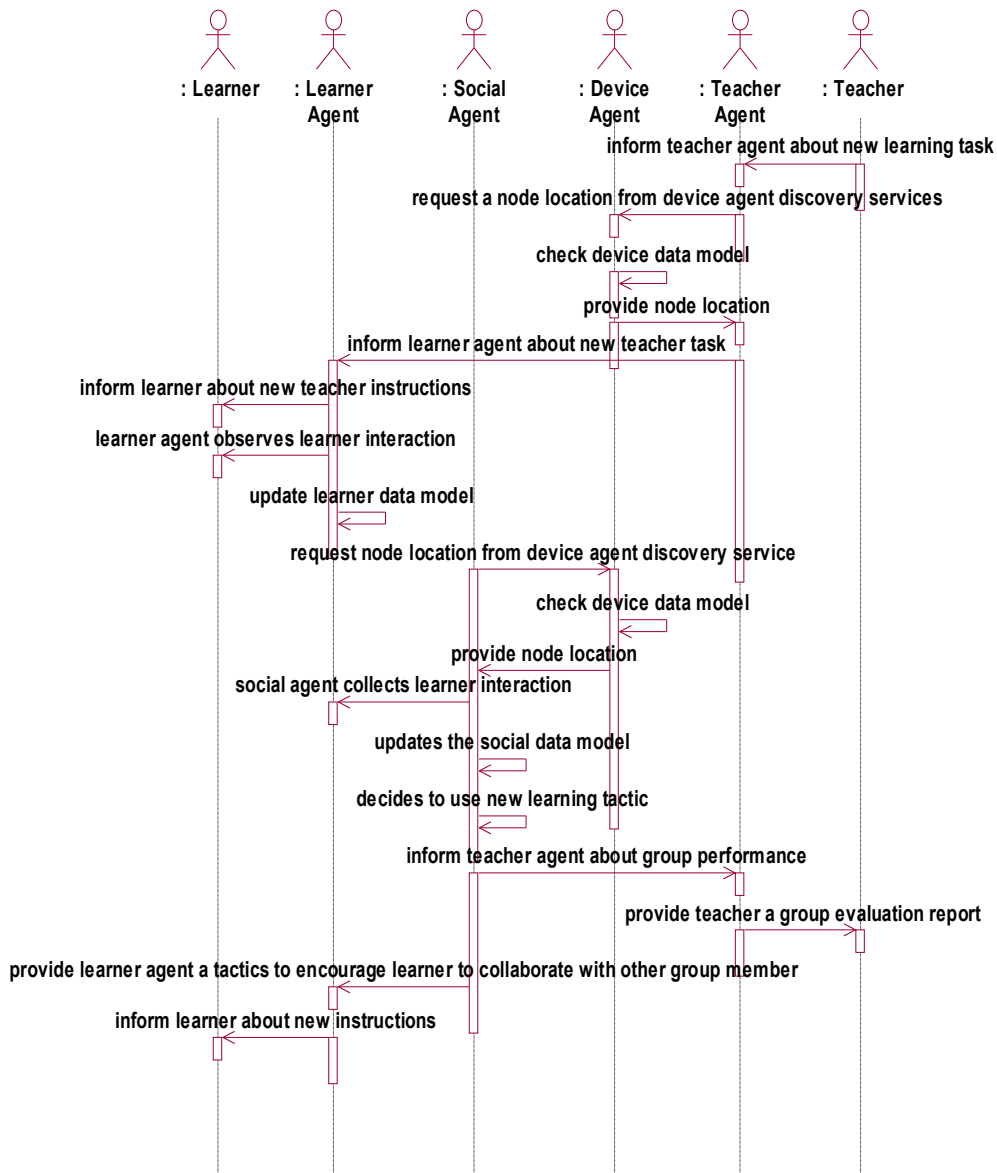 : Learner
: Learner
Agent
: Social
Agent
: Device
Agent
: Teacher
Agent
: Teacher
inform teacher agent about new learning task
request a node location from device agent discovery services
check device data model
provide node location
inform learner agent about new teacher task
inform learner about new teacher instructions
learner agent observes learner interaction
update learner data model
request node location from device agent discovery service
check device data model
provide node location
social agent collects learner interaction
updates the social data model
decides to use new learning tactic
inform teacher agent about group performance
provide teacher a group evaluation report
provide learner agent a tactics to encourage learner to collaborate with other group member
inform learner about new instructions